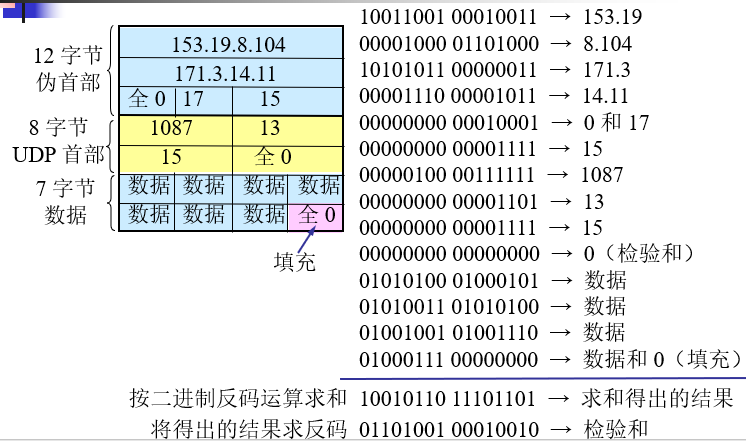 12 字节
伪首部
153.19.8.104
171.3.14.11
全 0 17 15
8 字节
UDP 首部
1087 13
15 全 0
7 字节
数据
数据 数据 数据 数据
数据 数据 数据 全 0
填充
10011001 00010011 → 153.19
00001000 01101000 → 8.104
10101011 00000011 → 171.3
00001110 00001011 → 14.11
00000000 00010001 → 0 和 17
00000000 00001111 → 15
00000100 00111111 → 1087
00000000 00001101 → 13
00000000 00001111 → 15
00000000 00000000 → 0（检验和）
01010100 01000101 → 数据
01010011 01010100 → 数据
01001001 01001110 → 数据
01000111 00000000 → 数据和 0（填充）
按二进制反码运算求和 10010110 11101101 → 求和得出的结果
将得出的结果求反码 01101001 00010010 → 检验和